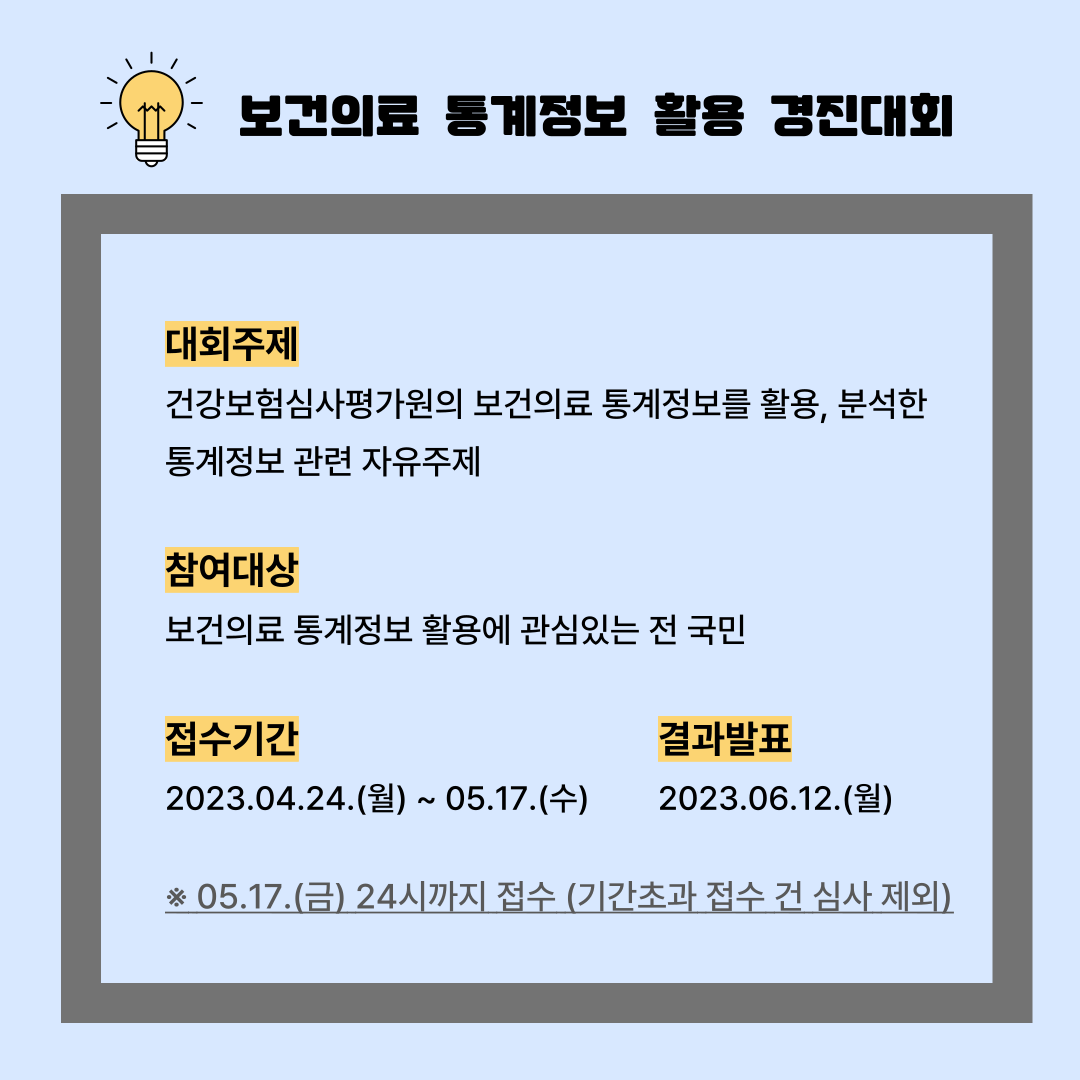 보건의료 통계정보 활용 경진대회
대회주제
건강보험심사평가원의 보건의료 통계정보를 활용, 분석한
통계정보 관련 자유주제
참여대상
보건의료 통계정보 활용에 관심있는 전 국민
접수기간
2023.04.24.(월) ~ 05.17.(수)
결과발표
2023.06.12.(월)
※ 05.17.(금) 24시까지 접수 (기간초과 접수 건 심사 제외)